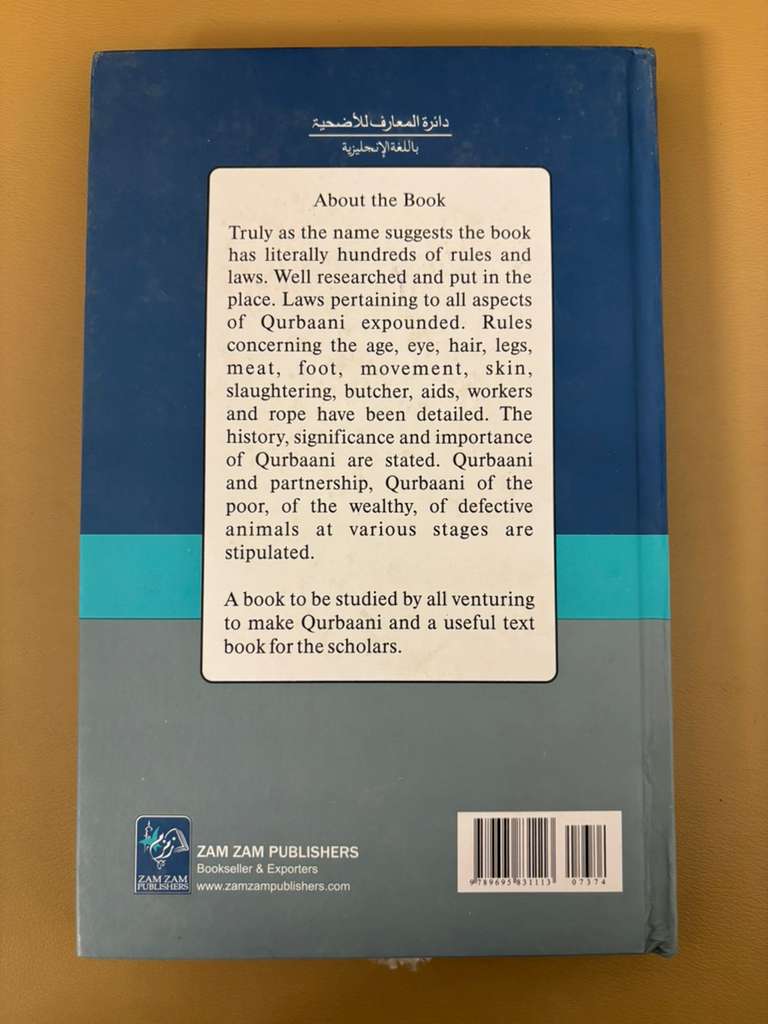 دائرة المعارف للأضحية
باللغة الإنجليزية
About the Book
Truly as the name suggests the book
has literally hundreds of rules and
laws. Well researched and put in the
place. Laws pertaining to all aspects
of Qurbaani expounded. Rules
concerning the age, eye, hair, legs,
meat, foot, movement, skin,
slaughtering, butcher, aids, workers
and rope have been detailed. The
history, significance and importance
of Qurbaani are stated. Qurbaani
and partnership, Qurbaani of the
poor, of the wealthy, of defective
animals at various stages are
stipulated.
A book to be studied by all venturing
to make Qurbaani and a useful text
book for the scholars.
زمزم
ZAM ZAM
PUBLISHERS
ZAM ZAM PUBLISHERS
Bookseller & Exporters
www.zamzampublishers.com
9 789695 831113
07374